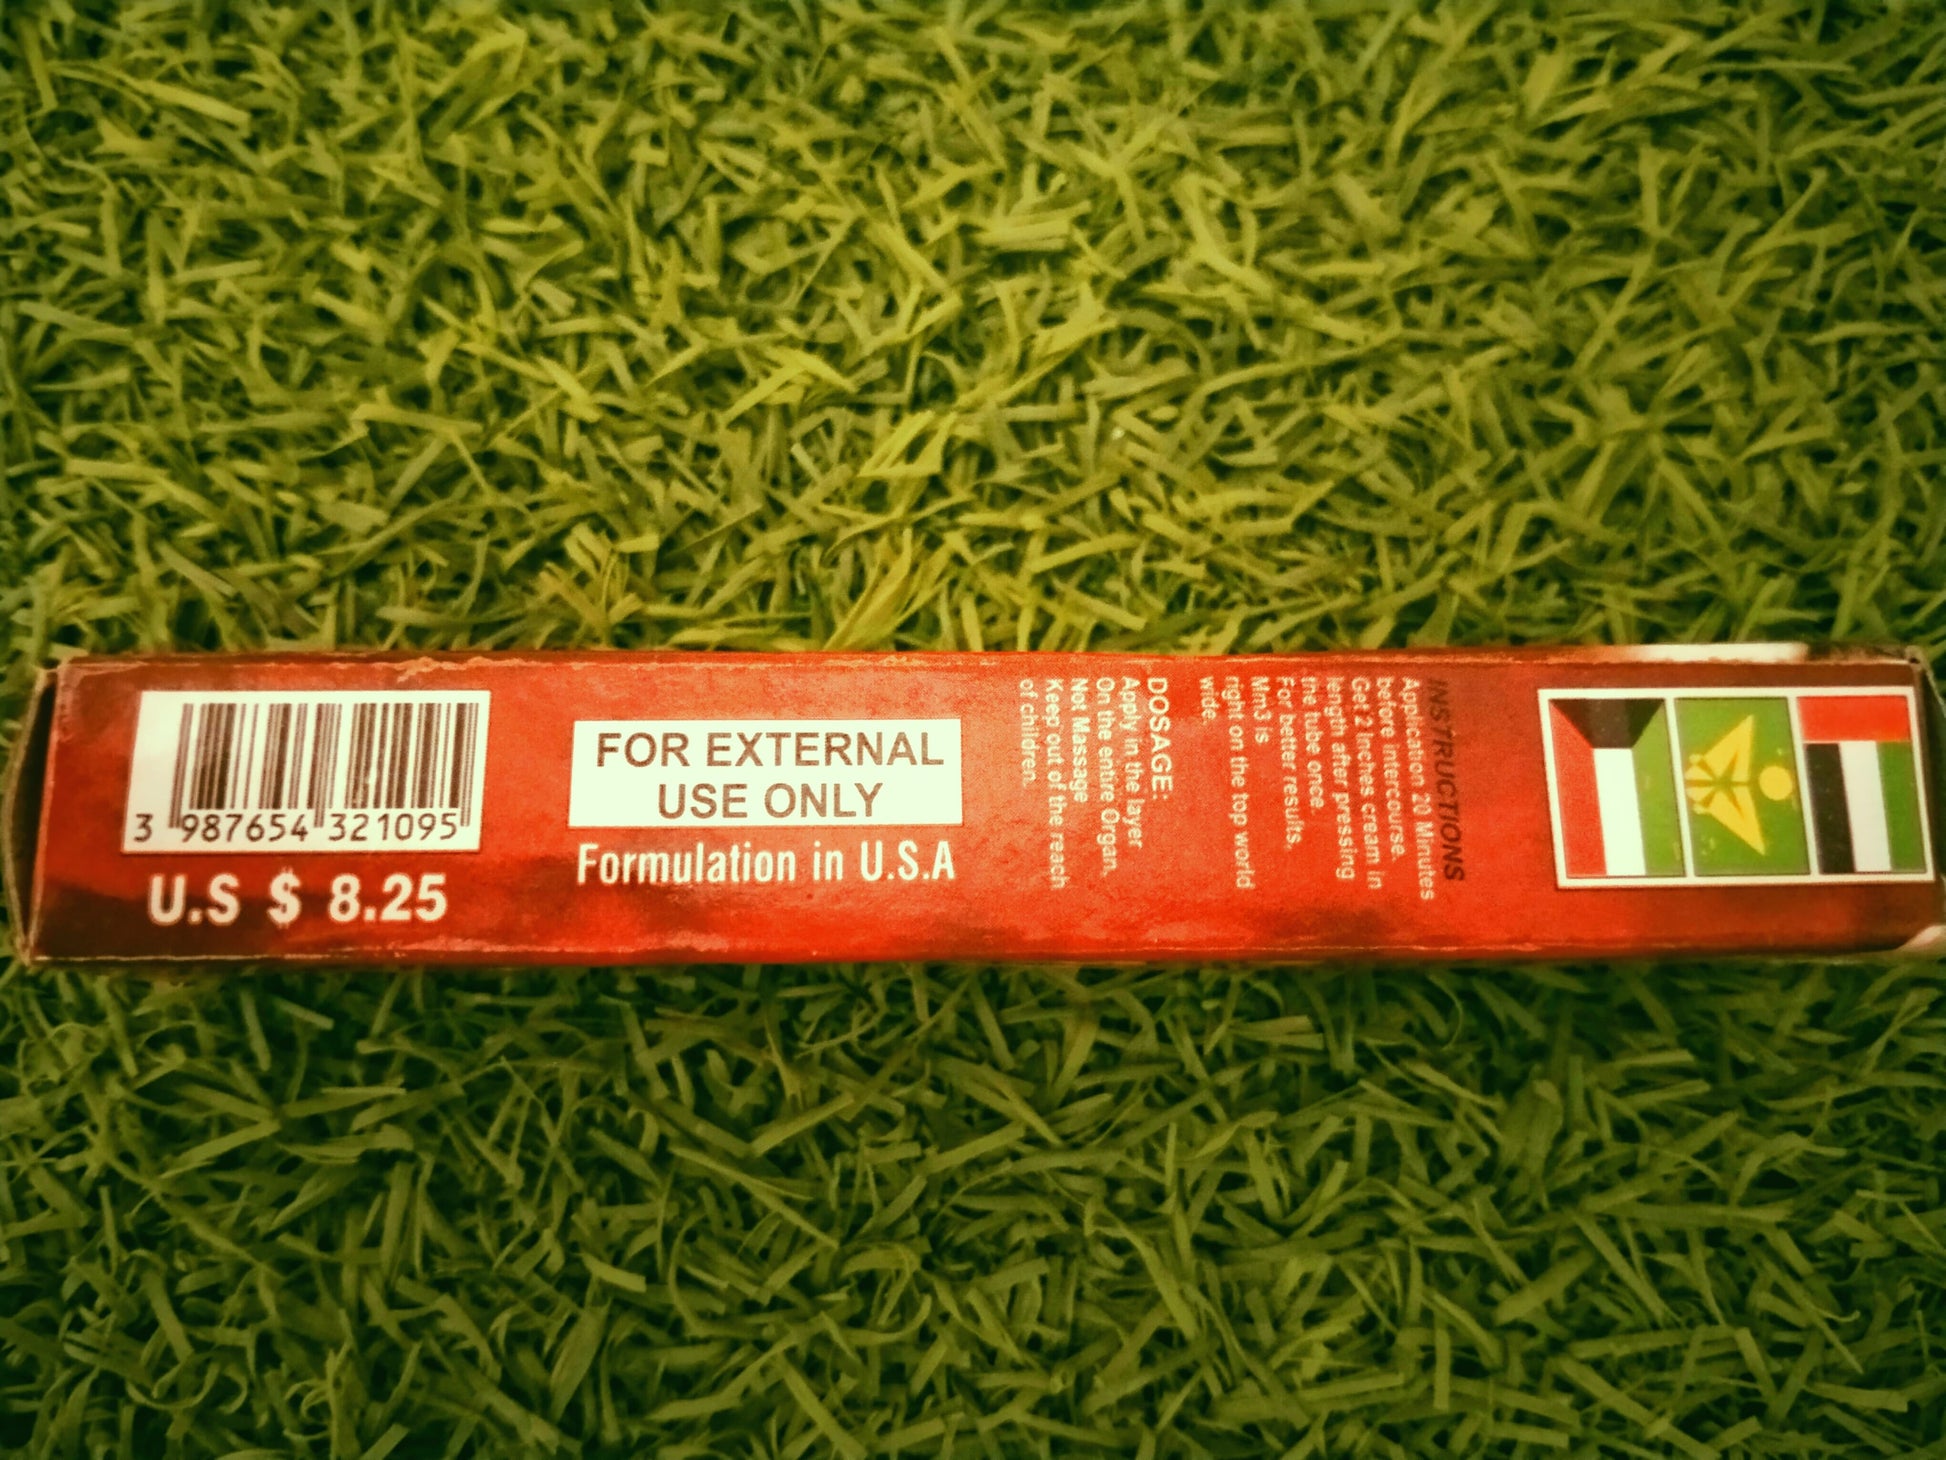 3 987654 321095
U.S $ 8.25
FOR EXTERNAL
USE ONLY
Formulation in U.S.A
INSTRUCTIONS
Application 20 Minutes
before intercourse.
Get 2 Inches cream in
length after pressing
the tube once.
For better results,
Mm3 is
right on the top world
wide.
DOSAGE:
Apply in the layer
On the entire Organ,
Not Massage
Keep out of the reach
of children.